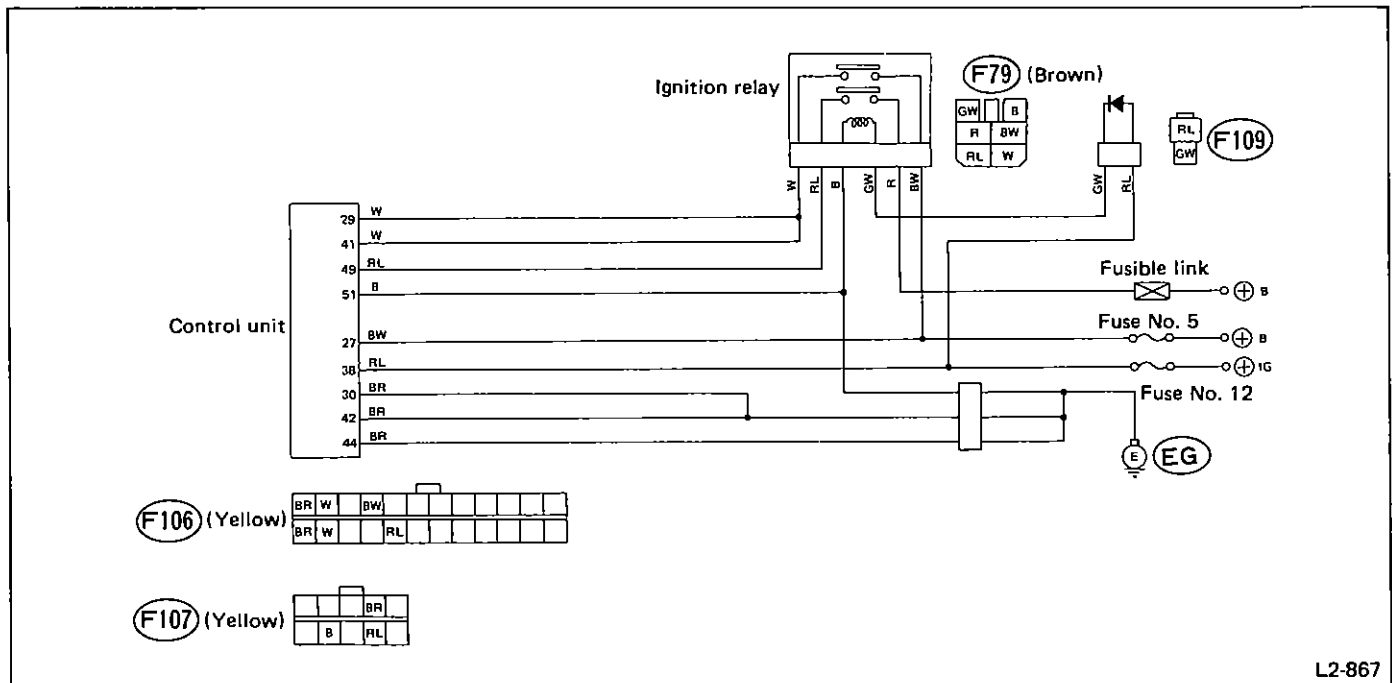 Ignition relay
F79 (Brown)
GW B
R BW
RL W
RL
GW
F109
W RL B GW R BW
GW RL
Control unit
29 W
41 W
49 RL
51 B
27 BW
38 RL
30 BR
42 BR
44 BR
Fusible link
B
Fuse No. 5
B
IG
Fuse No. 12
E
EG
F106 (Yellow)
BR W BW
BR W RL
F107 (Yellow)
BR
B RL
L2-867